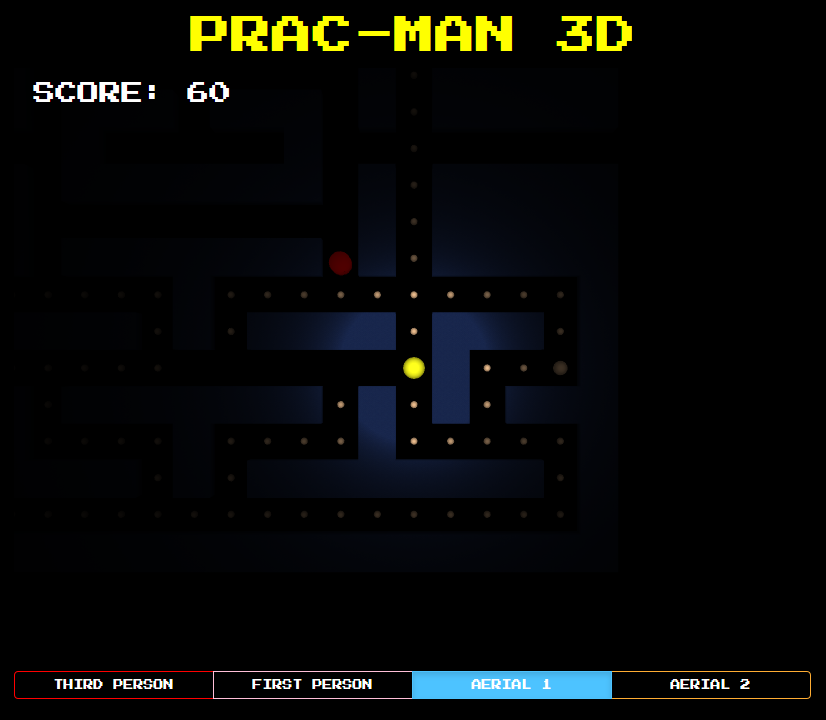 PRAC-MAN 3D
SCORE: 60
THIRD PERSON
FIRST PERSON
AERIAL 1
AERIAL 2